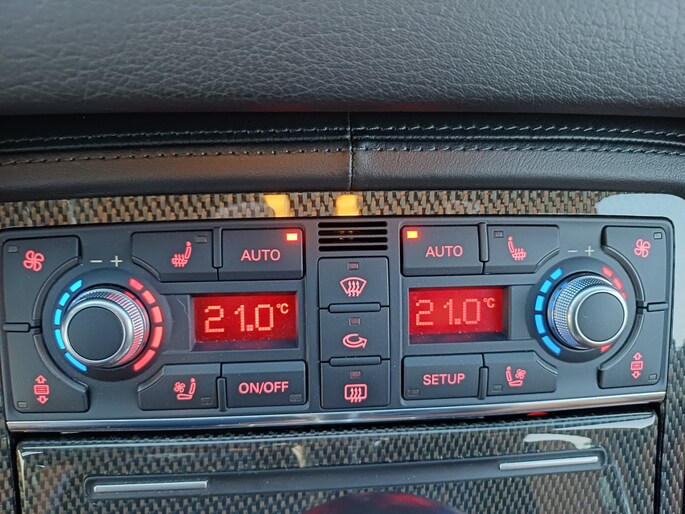 AUTO
AUTO
- +
- +
21.0°C
21.0°C
ON/OFF
SETUP